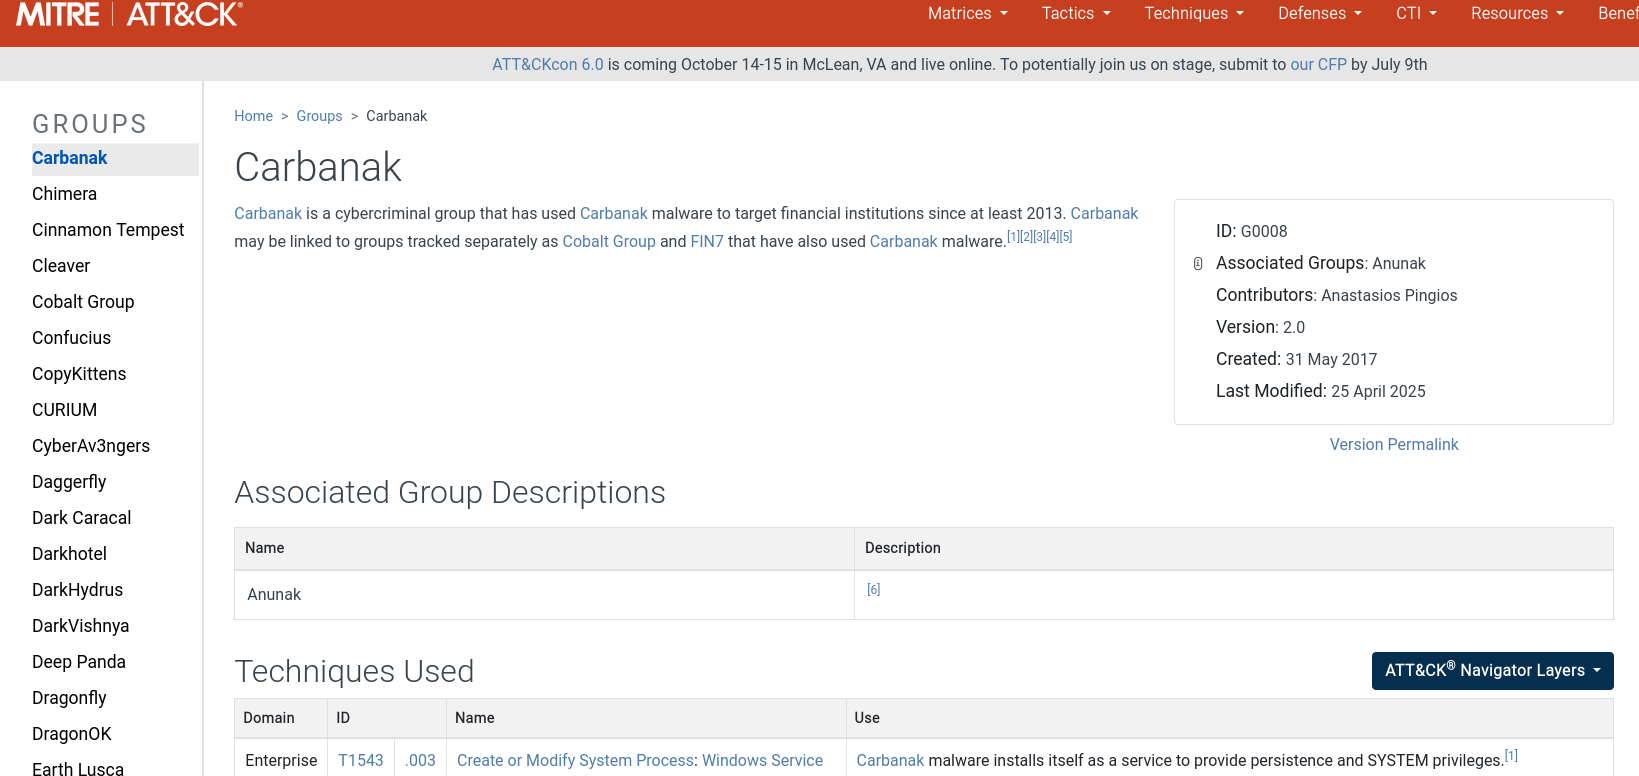 MITRE | ATT&CK®
Matrices Tactics Techniques Defenses CTI Resources Benef
ATT&CKcon 6.0 is coming October 14-15 in McLean, VA and live online. To potentially join us on stage, submit to our CFP by July 9th
GROUPS
Carbanak
Chimera
Cinnamon Tempest
Cleaver
Cobalt Group
Confucius
CopyKittens
CURIUM
CyberAv3ngers
Daggerfly
Dark Caracal
Darkhotel
DarkHydrus
DarkVishnya
Deep Panda
Dragonfly
DragonOK
Earth Lusca
Home > Groups > Carbanak
Carbanak
Carbanak is a cybercriminal group that has used Carbanak malware to target financial institutions since at least 2013. Carbanak
may be linked to groups tracked separately as Cobalt Group and FIN7 that have also used Carbanak malware.[1][2][3][4][5]
ID: G0008
Associated Groups: Anunak
Contributors: Anastasios Pingios
Version: 2.0
Created: 31 May 2017
Last Modified: 25 April 2025
Version Permalink
Associated Group Descriptions
Name Description
Anunak [6]
Techniques Used
ATT&CK® Navigator Layers
Domain ID Name Use
Enterprise T1543 .003 Create or Modify System Process: Windows Service Carbanak malware installs itself as a service to provide persistence and SYSTEM privileges.[1]